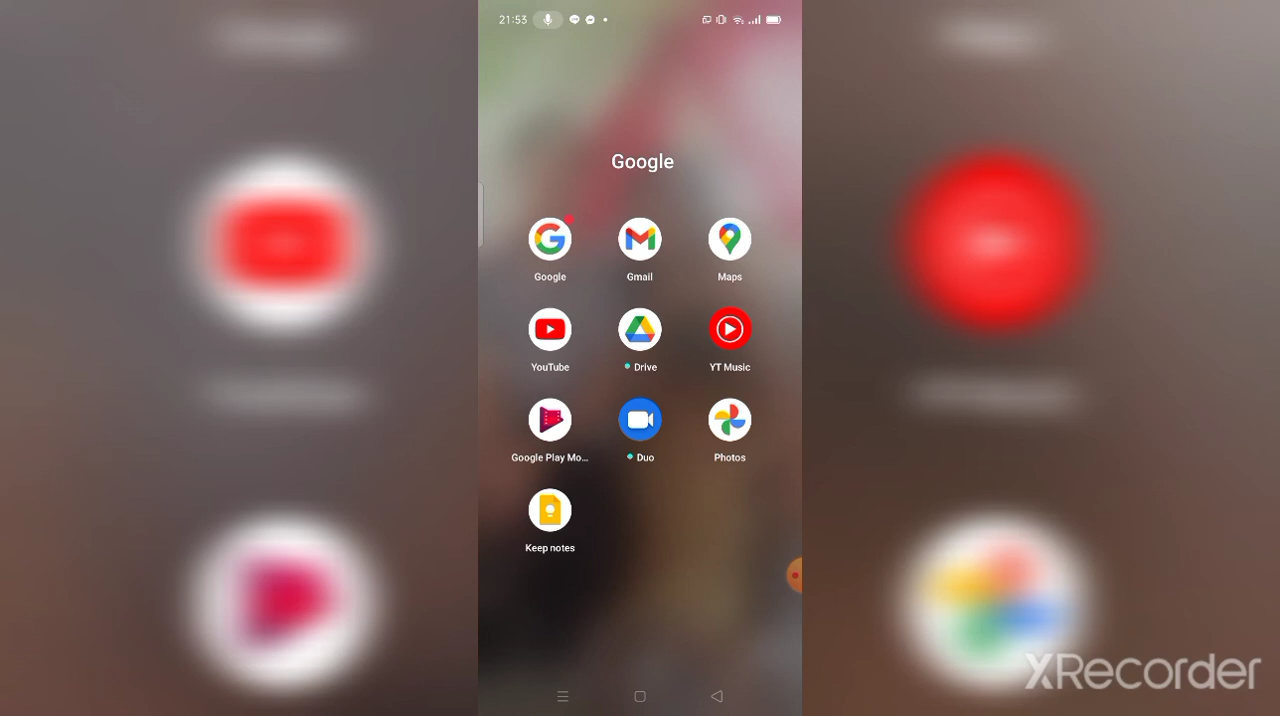 21:53
Google
Google
Gmail
Maps
YouTube
Drive
YT Music
Google Play Mo...
Duo
Photos
Keep notes
XRecorder